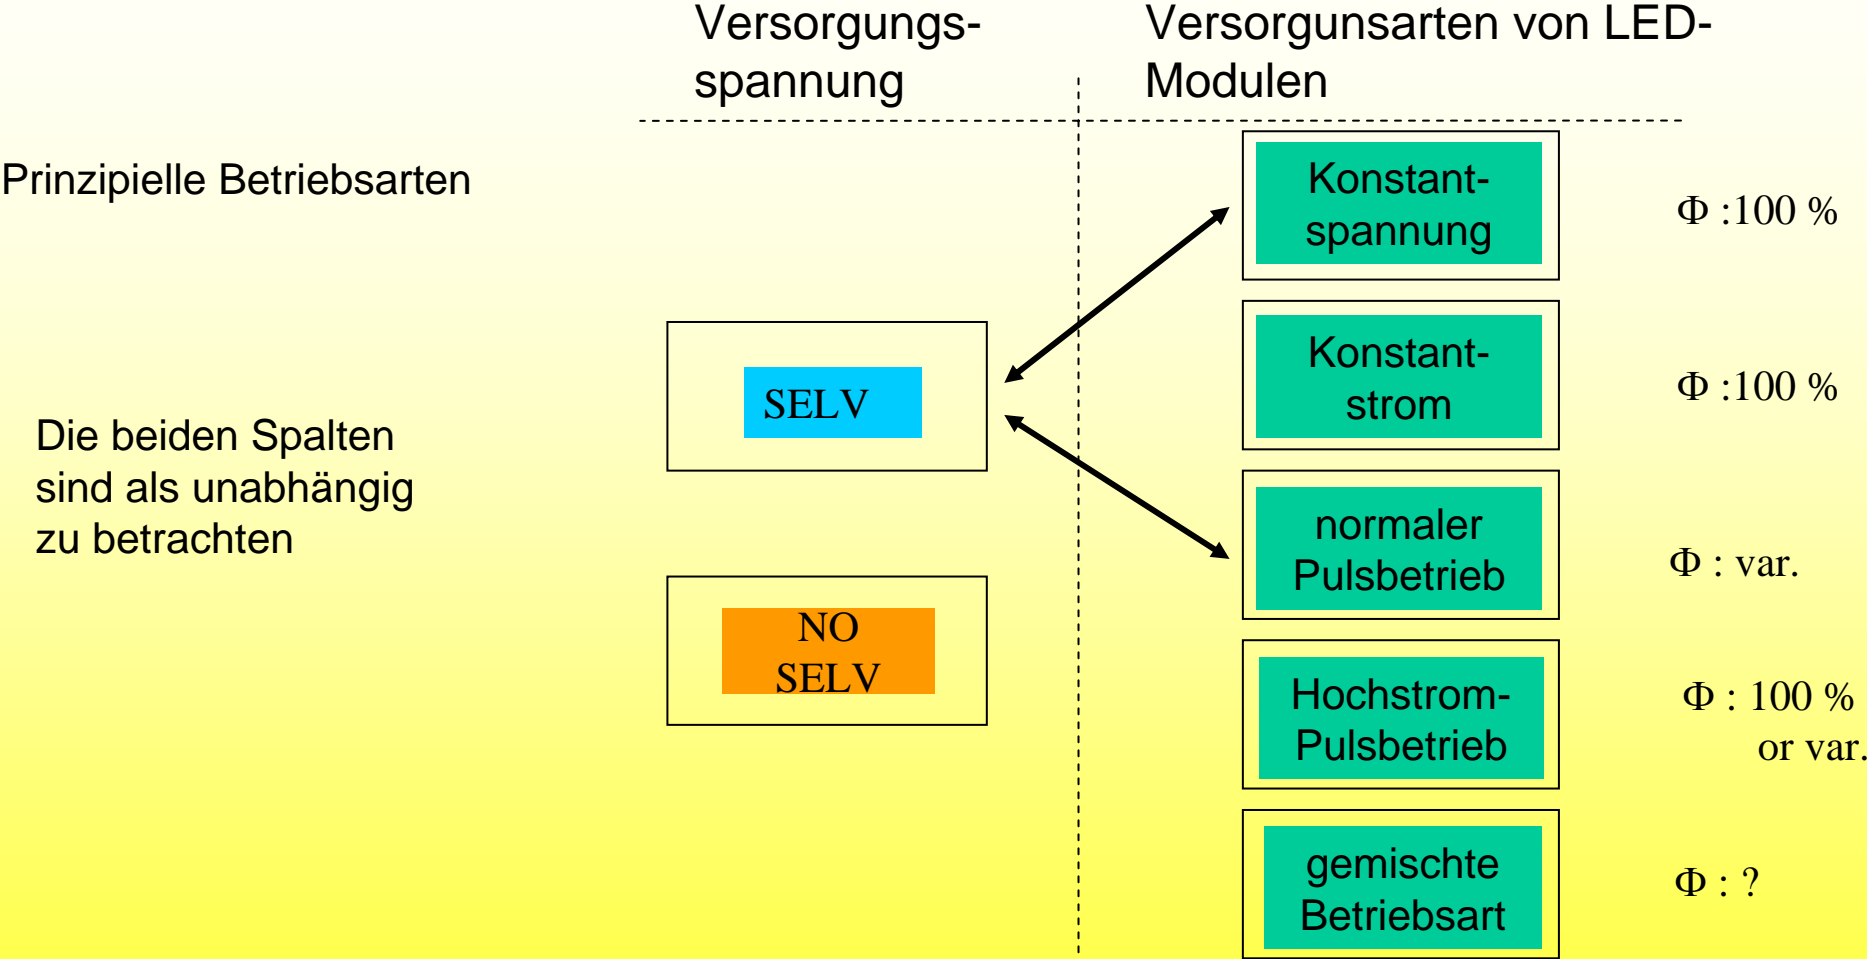 Versorgungs-
spannung
Versorgunsarten von LED-
Modulen
Prinzipielle Betriebsarten
Die beiden Spalten
sind als unabhängig
zu betrachten
SELV
NO
SELV
Konstant-
spannung
Φ :100 %
Konstant-
strom
Φ :100 %
normaler
Pulsbetrieb
Φ : var.
Hochstrom-
Pulsbetrieb
Φ : 100 %
or var.
gemischte
Betriebsart
Φ : ?